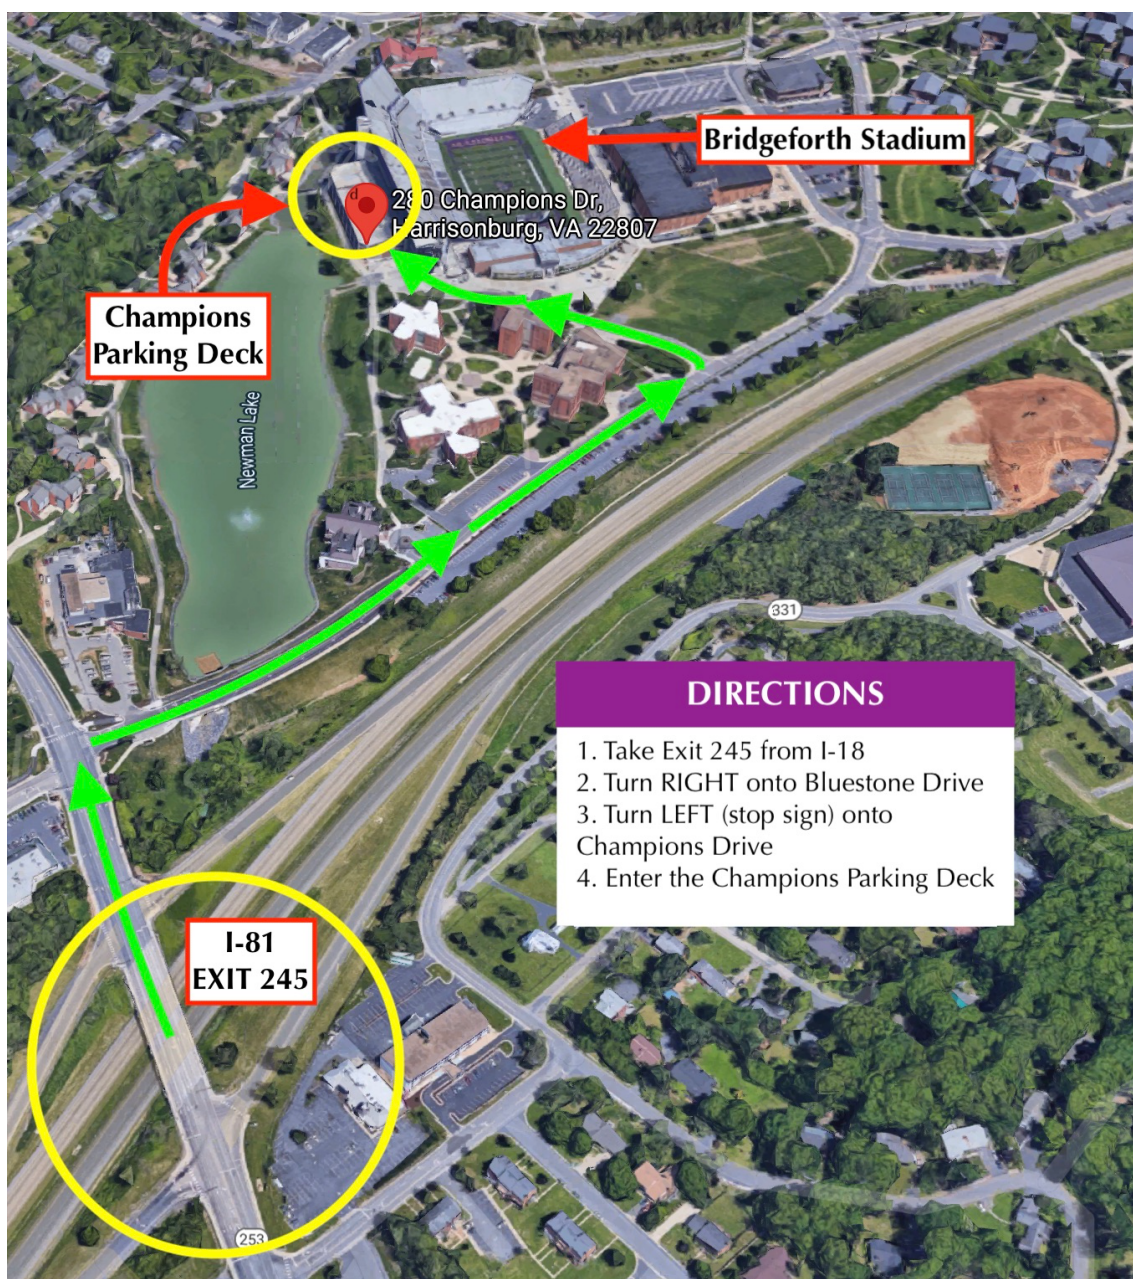 Bridgeforth Stadium
280 Champions Dr,
Harrisonburg, VA 22807
Champions
Parking Deck
Newman Lake
331
DIRECTIONS
1. Take Exit 245 from I-18
2. Turn RIGHT onto Bluestone Drive
3. Turn LEFT (stop sign) onto
Champions Drive
4. Enter the Champions Parking Deck
I-81
EXIT 245
253